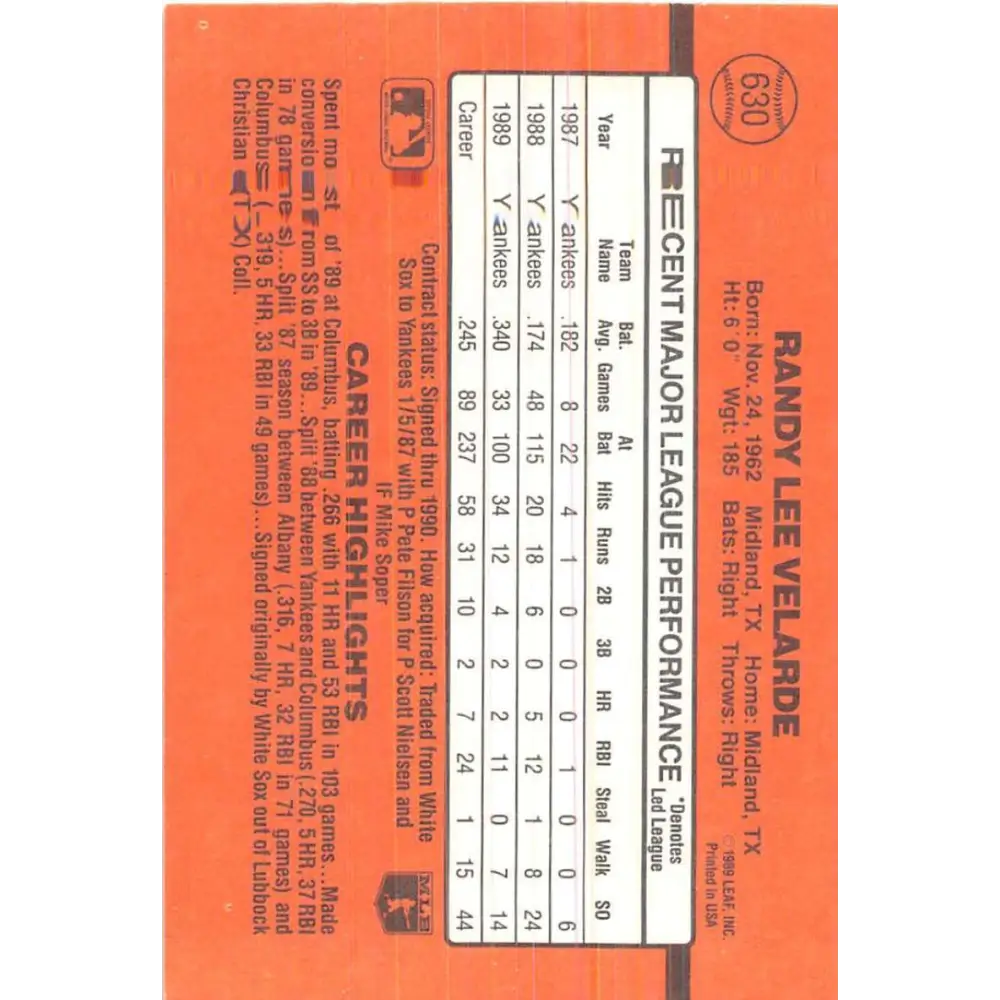 630
RANDY LEE VELARDE
Born: Nov. 24, 1962 Midland, TX Home: Midland, TX
Ht: 6'0" Wgt: 185 Bats: Right Throws: Right
© 1989 LEAF, INC.
Printed in USA
RECENT MAJOR LEAGUE PERFORMANCE *Denotes Led League
Year Team Name Bat. Avg. Games At Bat Hits Runs 2B 3B HR RBI Steal Walk SO
1987 Yankees .182 8 22 4 1 0 0 0 1 0 0 6
1988 Yankees .174 48 115 20 18 6 0 5 12 1 8 24
1989 Yankees .340 33 100 34 12 4 2 2 11 0 7 14
Career .245 89 237 58 31 10 2 7 24 1 15 44
Contract status: Signed thru 1990. How acquired: Traded from White
Sox to Yankees 1/5/87 with P Pete Filson for P Scott Nielsen and
IF Mike Soper
MLB
CAREER HIGHLIGHTS
Spent most of '89 at Columbus, batting .266 with 11 HR and 53 RBI in 103 games...Made
conversion from SS to 3B in '89...Split '88 between Yankees and Columbus (.270, 5 HR, 37 RBI
in 78 games)...Split '87 season between Albany (.316, 7 HR, 32 RBI in 71 games) and
Columbus (.319, 5 HR, 33 RBI in 49 games)...Signed originally by White Sox out of Lubbock
Christian (TX) Coll.